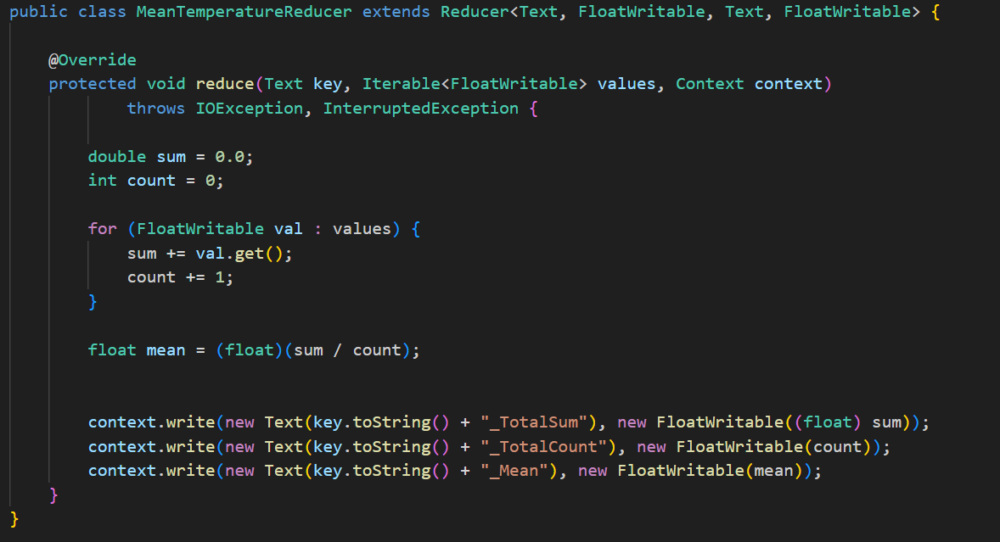 public class MeanTemperatureReducer extends Reducer<Text, FloatWritable, Text, FloatWritable> {
@Override
protected void reduce(Text key, Iterable<FloatWritable> values, Context context)
throws IOException, InterruptedException {
double sum = 0.0;
int count = 0;
for (FloatWritable val : values) {
sum += val.get();
count += 1;
}
float mean = (float)(sum / count);
context.write(new Text(key.toString() + "_TotalSum"), new FloatWritable((float) sum));
context.write(new Text(key.toString() + "_TotalCount"), new FloatWritable(count));
context.write(new Text(key.toString() + "_Mean"), new FloatWritable(mean));
}
}